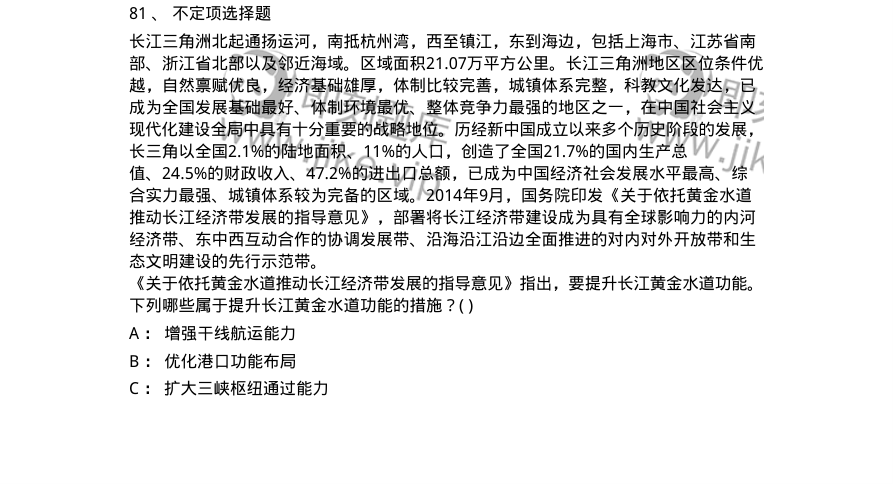 81 、 不定项选择题
长江三角洲北起通扬运河，南抵杭州湾，西至镇江，东到海边，包括上海市、江苏省南
部、浙江省北部以及邻近海域。区域面积21.07万平方公里。长江三角洲地区区位条件优
越，自然禀赋优良，经济基础雄厚，体制比较完善，城镇体系完整，科教文化发达，已
成为全国发展基础最好、体制环境最优、整体竞争力最强的地区之一，在中国社会主义
现代化建设全局中具有十分重要的战略地位。历经新中国成立以来多个历史阶段的发展，
长三角以全国2.1%的陆地面积、11%的人口，创造了全国21.7%的国内生产总
值、24.5%的财政收入、47.2%的进出口总额，已成为中国经济社会发展水平最高、综
合实力最强、城镇体系较为完备的区域。2014年9月，国务院印发《关于依托黄金水道
推动长江经济带发展的指导意见》，部署将长江经济带建设成为具有全球影响力的内河
经济带、东中西互动合作的协调发展带、沿海沿江沿边全面推进的对内对外开放带和生
态文明建设的先行示范带。
《关于依托黄金水道推动长江经济带发展的指导意见》指出，要提升长江黄金水道功能。
下列哪些属于提升长江黄金水道功能的措施？( )
A ： 增强干线航运能力
B ： 优化港口功能布局
C ： 扩大三峡枢纽通过能力
即刻题库
www.jike.vip
即刻
www.jik